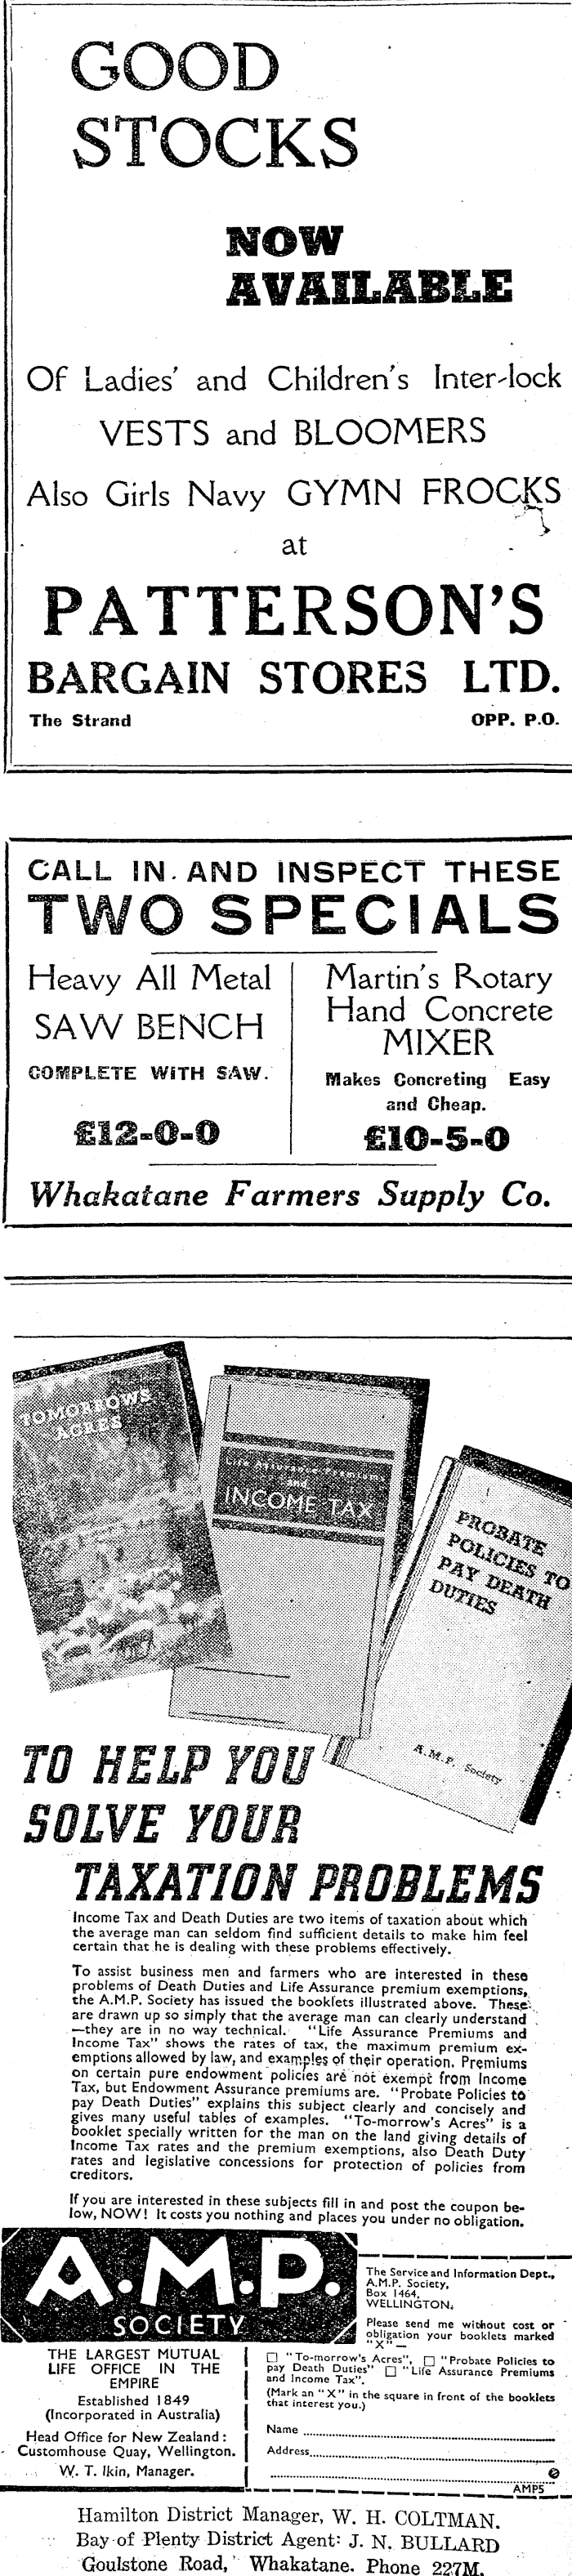 GOOD
STOCKS
NOW
AVAILABLE
Of Ladies' and Children's Inter-lock
VESTS and BLOOMERS
Also Girls Navy GYMN FROCKS
at
PATTERSON'S
BARGAIN STORES LTD.
The Strand OPP. P.O.
CALL IN AND INSPECT THESE
TWO SPECIALS
Heavy All Metal
SAW BENCH
COMPLETE WITH SAW.
£12-0-0
Martin's Rotary
Hand Concrete
MIXER
Makes Concreting Easy
and Cheap.
£10-5-0
Whakatane Farmers Supply Co.
TOMORROWS
ACRES
Life Assurance Premiums
and
INCOME TAX
PROBATE
POLICIES TO
PAY DEATH
DUTIES
A.M.P. Society
TO HELP YOU
SOLVE YOUR
TAXATION PROBLEMS
Income Tax and Death Duties are two items of taxation about which
the average man can seldom find sufficient details to make him feel
certain that he is dealing with these problems effectively.
To assist business men and farmers who are interested in these
problems of Death Duties and Life Assurance premium exemptions,
the A.M.P. Society has issued the booklets illustrated above. These
are drawn up so simply that the average man can clearly understand
—they are in no way technical. "Life Assurance Premiums and
Income Tax" shows the rates of tax, the maximum premium ex-
emptions allowed by law, and examples of their operation. Premiums
on certain pure endowment policies are not exempt from Income
Tax, but Endowment Assurance premiums are. "Probate Policies to
pay Death Duties" explains this subject clearly and concisely and
gives many useful tables of examples. "To-morrow's Acres" is a
booklet specially written for the man on the land giving details of
Income Tax rates and the premium exemptions, also Death Duty
rates and legislative concessions for protection of policies from
creditors.
If you are interested in these subjects fill in and post the coupon be-
low, NOW! It costs you nothing and places you under no obligation.
A.M.P.
SOCIETY
THE LARGEST MUTUAL
LIFE OFFICE IN THE
EMPIRE
Established 1849
(Incorporated in Australia)
Head Office for New Zealand:
Customhouse Quay, Wellington.
W. T. Ikin, Manager.
The Service and Information Dept.,
A.M.P. Society,
Box 1464,
WELLINGTON.
Please send me without cost or
obligation your booklets marked
"X"—
☐ "To-morrow's Acres", ☐ "Probate Policies to
pay Death Duties" ☐ "Life Assurance Premiums
and Income Tax".
(Mark an "X" in the square in front of the booklets
that interest you.)
Name
Address
AMP5
Hamilton District Manager, W. H. COLTMAN.
Bay of Plenty District Agent: J. N. BULLARD
Goulstone Road, Whakatane. Phone 227M.